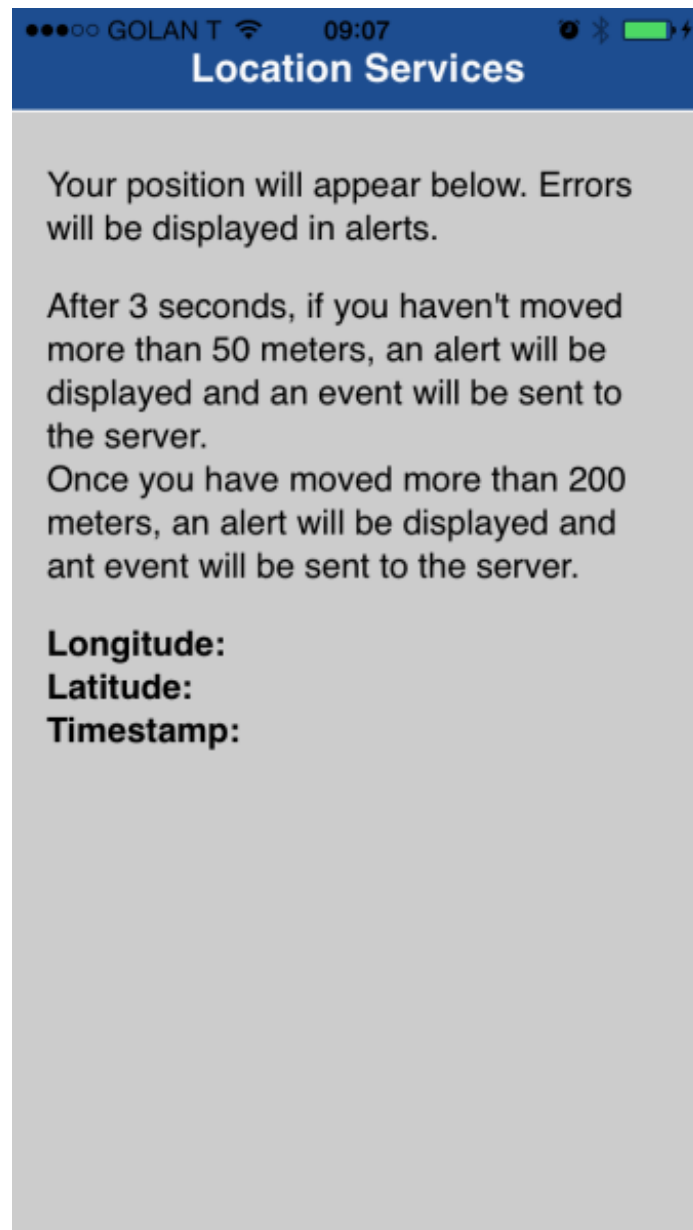 GOLAN T 09:07
Location Services
Your position will appear below. Errors
will be displayed in alerts.
After 3 seconds, if you haven't moved
more than 50 meters, an alert will be
displayed and an event will be sent to
the server.
Once you have moved more than 200
meters, an alert will be displayed and
ant event will be sent to the server.
Longitude:
Latitude:
Timestamp: